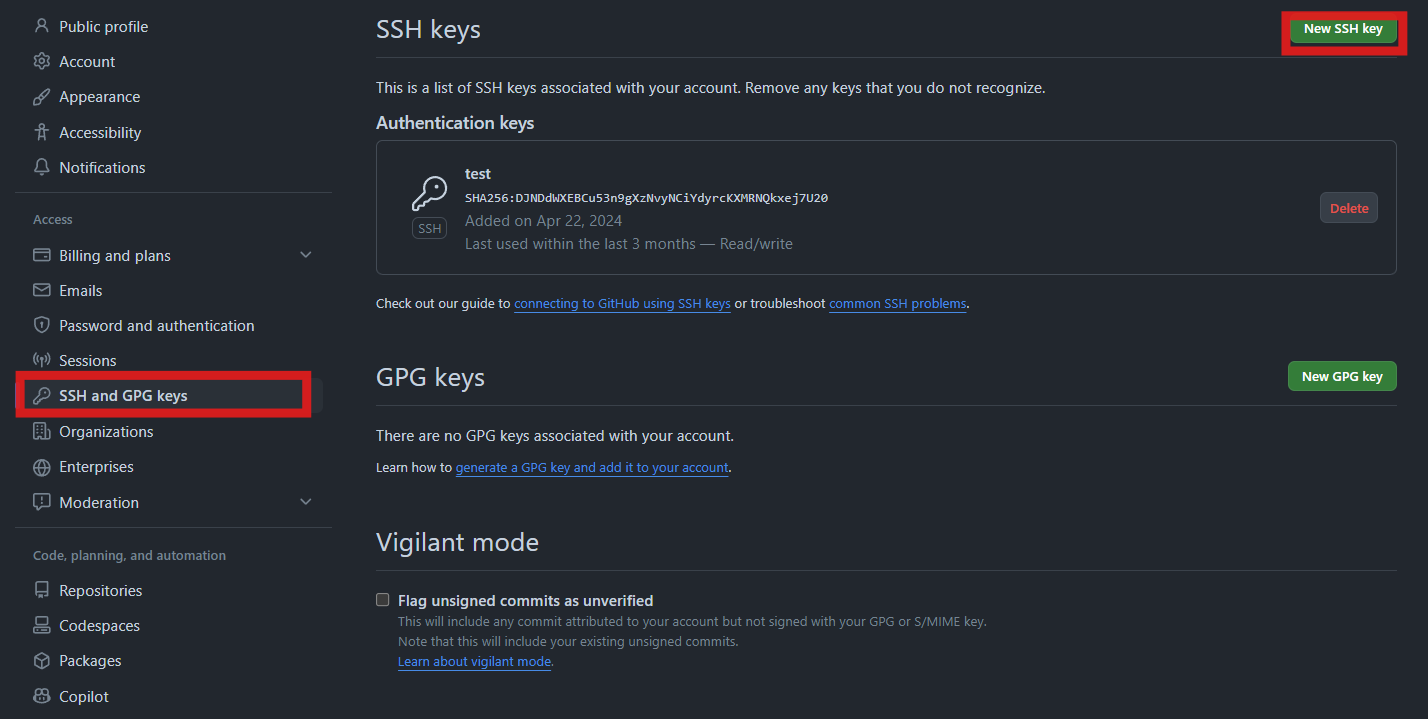 Public profile
Account
Appearance
Accessibility
Notifications
Access
Billing and plans
Emails
Password and authentication
Sessions
SSH and GPG keys
Organizations
Enterprises
Moderation
Code, planning, and automation
Repositories
Codespaces
Packages
Copilot
SSH keys
New SSH key
This is a list of SSH keys associated with your account. Remove any keys that you do not recognize.
Authentication keys
test
SHA256:DJNDdWXEBCu53n9gXzNvyNCiYdyrcKXMRNQkxej7U20
SSH
Added on Apr 22, 2024
Last used within the last 3 months — Read/write
Delete
Check out our guide to connecting to GitHub using SSH keys or troubleshoot common SSH problems.
GPG keys
New GPG key
There are no GPG keys associated with your account.
Learn how to generate a GPG key and add it to your account.
Vigilant mode
Flag unsigned commits as unverified
This will include any commit attributed to your account but not signed with your GPG or S/MIME key.
Note that this will include your existing unsigned commits.
Learn about vigilant mode.